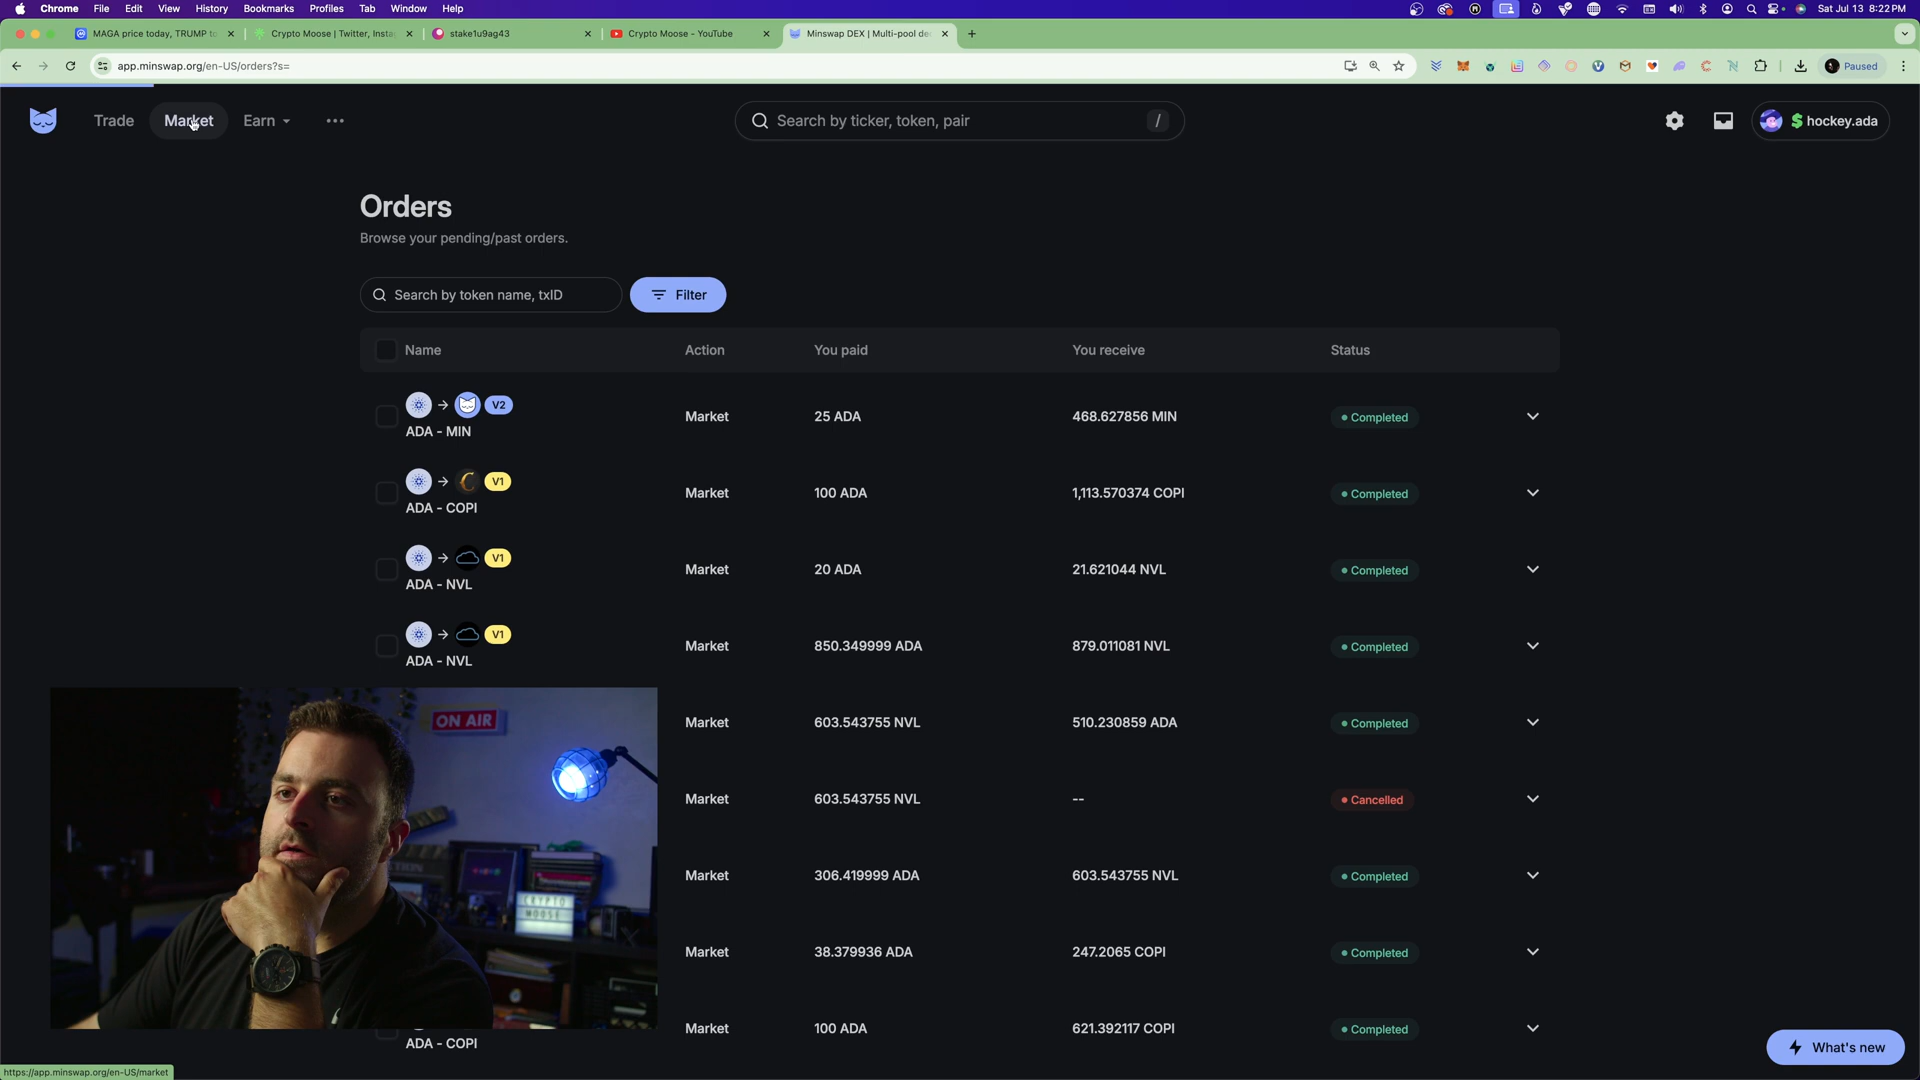 Chrome File Edit View History Bookmarks Profiles Tab Window Help Sat Jul 13 8:22 PM
MAGA price today, TRUMP to
Crypto Moose | Twitter, Insta
stake1u9ag43
Crypto Moose - YouTube
Minswap DEX | Multi-pool de
app.minswap.org/en-US/orders?s=
Paused
Trade Market Earn
Search by ticker, token, pair /
$ hockey.ada
Orders
Browse your pending/past orders.
Search by token name, txID
Filter
Name Action You paid You receive Status
V2
ADA - MIN Market 25 ADA 468.627856 MIN Completed
V1
ADA - COPI Market 100 ADA 1,113.570374 COPI Completed
V1
ADA - NVL Market 20 ADA 21.621044 NVL Completed
V1
ADA - NVL Market 850.349999 ADA 879.011081 NVL Completed
Market 603.543755 NVL 510.230859 ADA Completed
Market 603.543755 NVL -- Cancelled
Market 306.419999 ADA 603.543755 NVL Completed
Market 38.379936 ADA 247.2065 COPI Completed
Market 100 ADA 621.392117 COPI Completed
ADA - COPI
ON AIR
CRYPTO
MOOSE
What's new
https://app.minswap.org/en-US/market